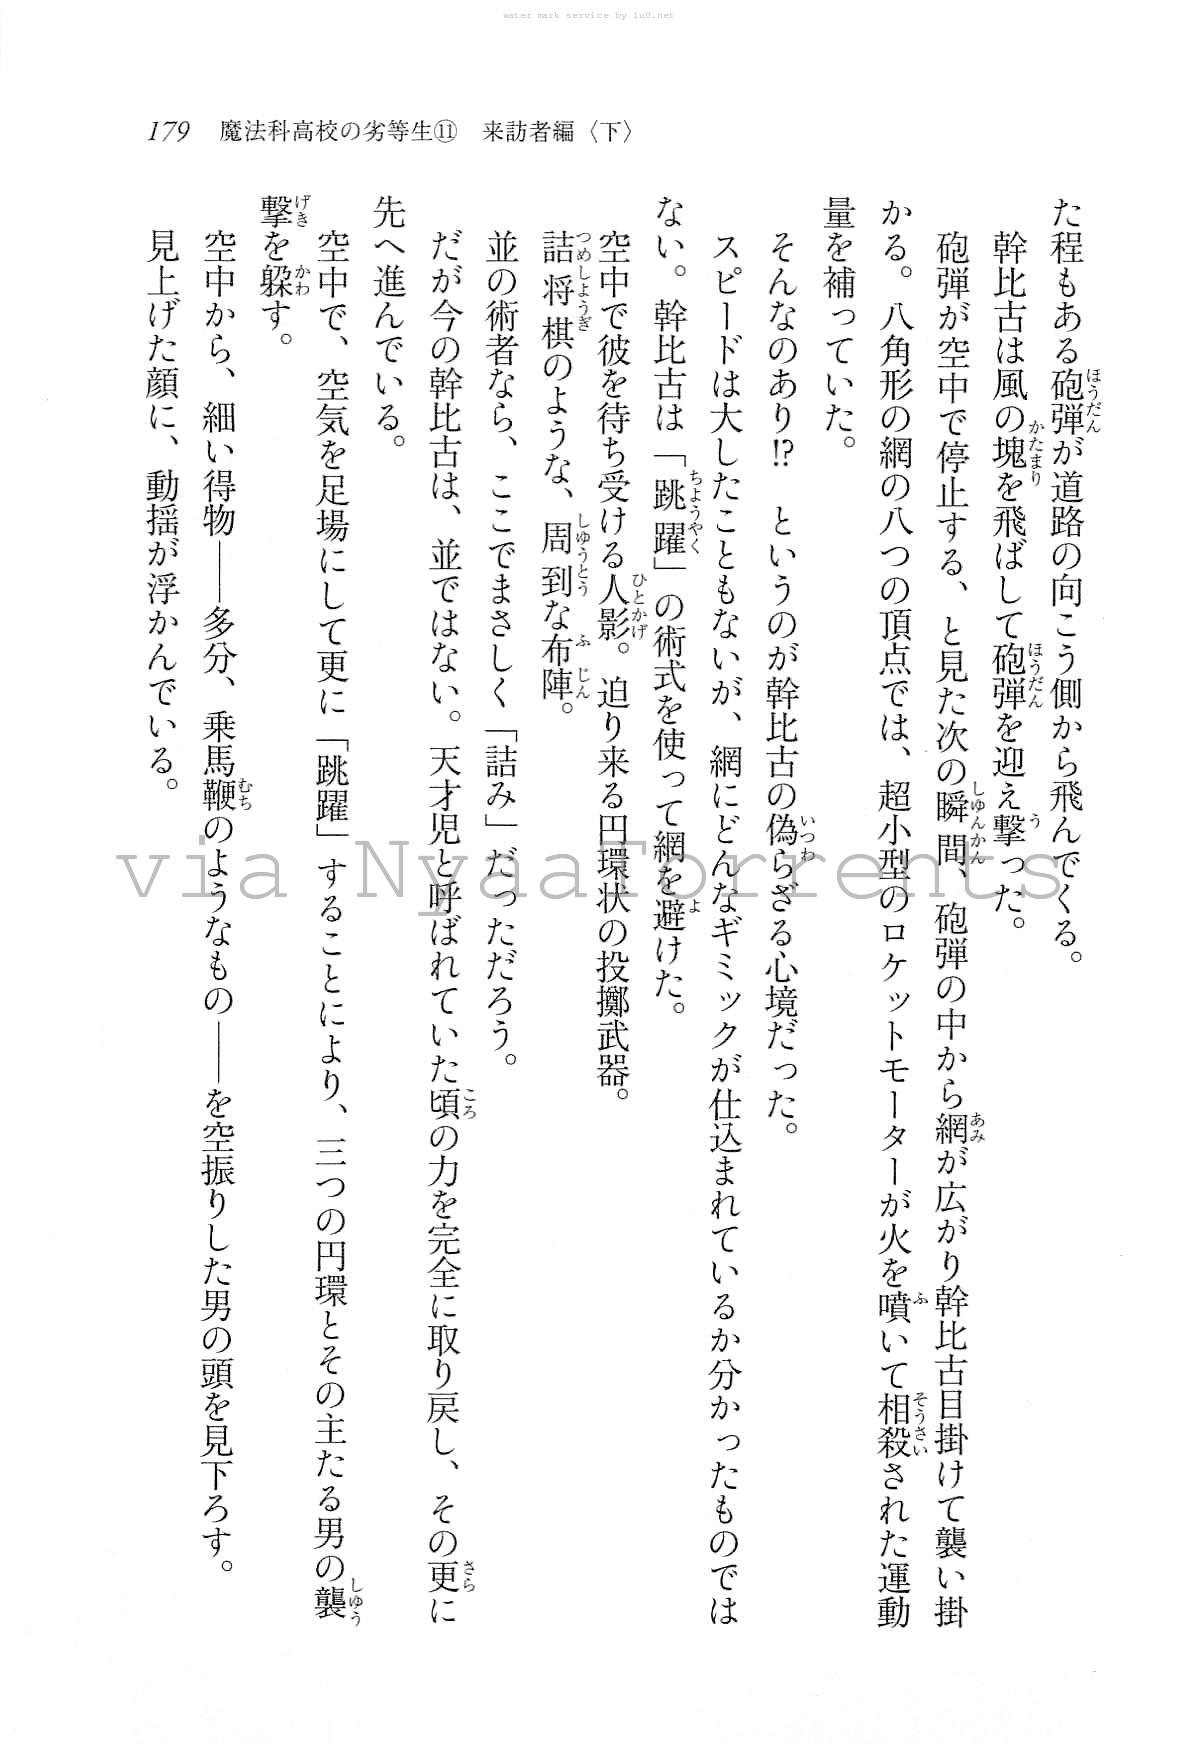 water mark service by lu0.net
179 魔法科高校の劣等生⑪ 来訪者編〈下〉
た程もある砲弾が道路の向こう側から飛んでくる。
幹比古は風の塊を飛ばして砲弾を迎え撃った。
砲弾が空中で停止する、と見た次の瞬間、砲弾の中から網が広がり幹比古目掛けて襲い掛
かる。八角形の網の八つの頂点では、超小型のロケットモーターが火を噴いて相殺された運動
量を補っていた。
そんなのあり!? というのが幹比古の偽らざる心境だった。
スピードは大したこともないが、網にどんなギミックが仕込まれているか分かったものでは
ない。幹比古は「跳躍」の術式を使って網を避けた。
空中で彼を待ち受ける人影。迫り来る円環状の投擲武器。
詰将棋のような、周到な布陣。
並の術者なら、ここでまさしく「詰み」だっただろう。
だが今の幹比古は、並ではない。天才児と呼ばれていた頃の力を完全に取り戻し、その更に
先へ進んでいる。
空中で、空気を足場にして更に「跳躍」することにより、三つの円環とその主たる男の襲
撃を躱す。
空中から、細い得物――多分、乗馬鞭のようなもの――を空振りした男の頭を見下ろす。
見上げた顔に、動揺が浮かんでいる。
via NyaaTorrents